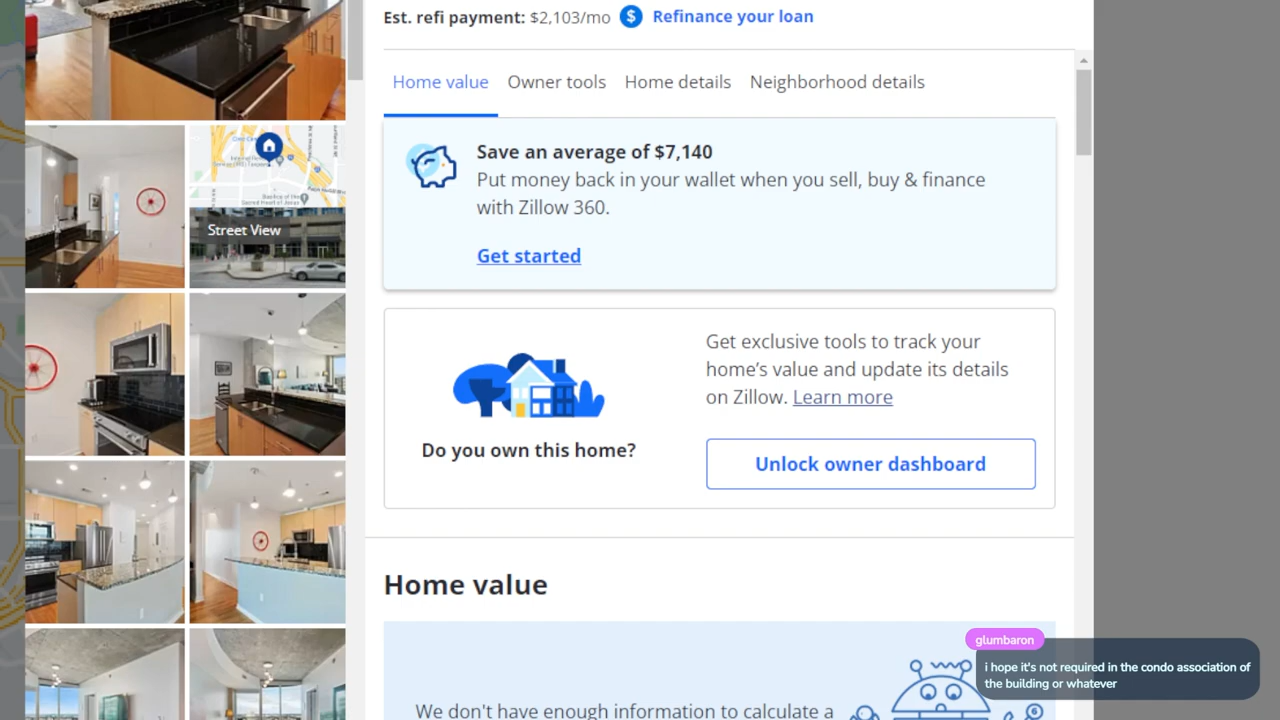 Est. refi payment: $2,103/mo $ Refinance your loan
Home value Owner tools Home details Neighborhood details
Save an average of $7,140
Put money back in your wallet when you sell, buy & finance
with Zillow 360.
Get started
Street View
Get exclusive tools to track your
home's value and update its details
on Zillow. Learn more
Do you own this home?
Unlock owner dashboard
Home value
We don't have enough information to calculate a
glumbaron
i hope it's not required in the condo association of
the building or whatever